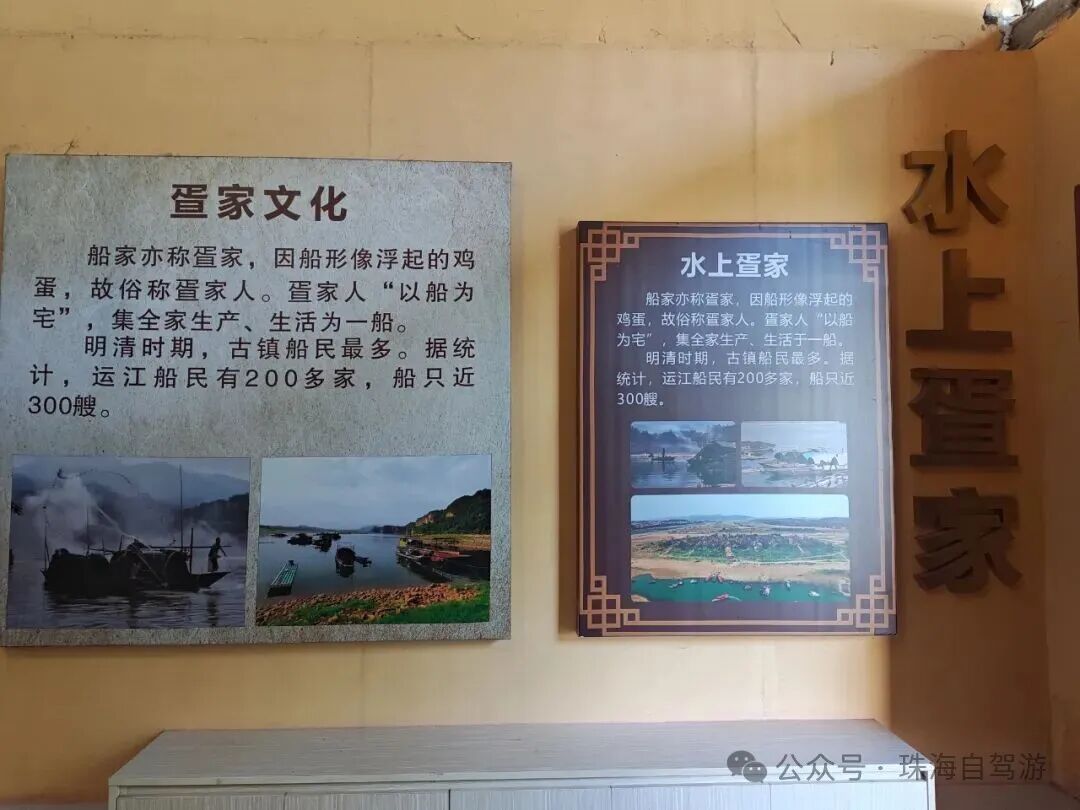 疍家文化
船家亦称疍家，因船形像浮起的鸡
蛋，故俗称疍家人。疍家人“以船为
宅”，集全家生产、生活为一船。
明清时期，古镇船民最多。据统
计，运江船民有200多家，船只近
300艘。
水上疍家
船家亦称疍家，因船形像浮起的
鸡蛋，故俗称疍家人。疍家人“以船
为宅”，集全家生产、生活于一船。
明清时期，古镇船民最多。据
统计，运江船民有200多家，船只近
300艘。
水上疍家
公众号·珠海自驾游